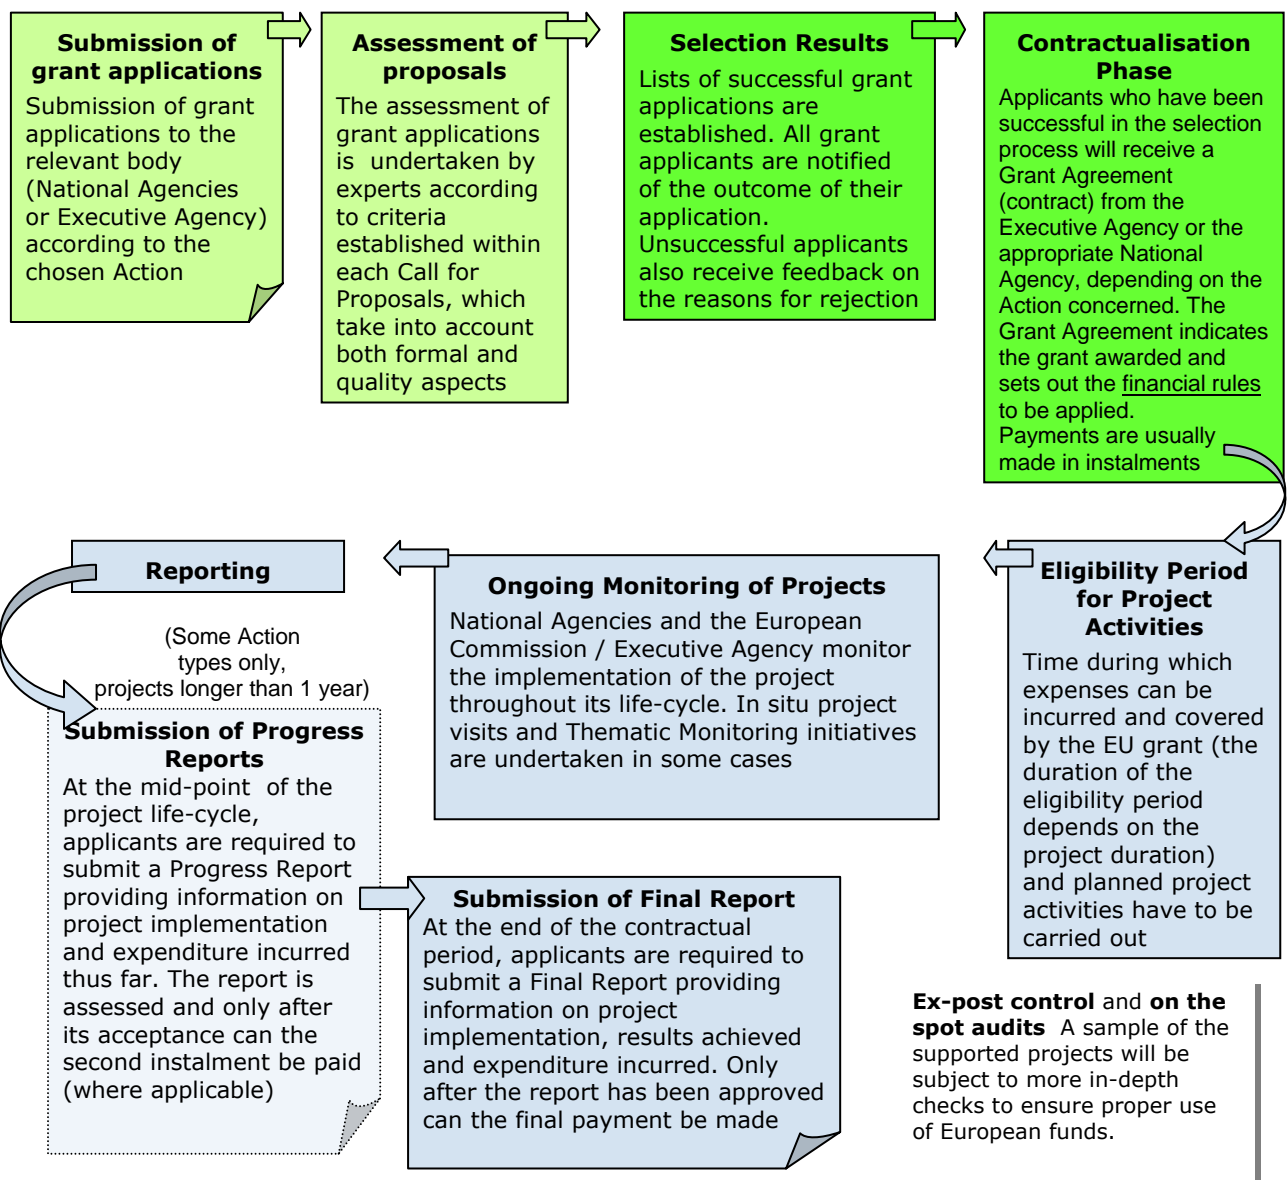 Submission of
grant applications
Submission of grant
applications to the
relevant body
(National Agencies
or Executive Agency)
according to the
chosen Action
Assessment of
proposals
The assessment of
grant applications
is undertaken by
experts according
to criteria
established within
each Call for
Proposals, which
take into account
both formal and
quality aspects
Selection Results
Lists of successful grant
applications are
established. All grant
applicants are notified
of the outcome of their
application.
Unsuccessful applicants
also receive feedback on
the reasons for rejection
Contractualisation
Phase
Applicants who have been
successful in the selection
process will receive a
Grant Agreement
(contract) from the
Executive Agency or the
appropriate National
Agency, depending on the
Action concerned. The
Grant Agreement indicates
the grant awarded and
sets out the financial rules
to be applied.
Payments are usually
made in instalments
Eligibility Period
for Project
Activities
Time during which
expenses can be
incurred and covered
by the EU grant (the
duration of the
eligibility period
depends on the
project duration)
and planned project
activities have to be
carried out
Ongoing Monitoring of Projects
National Agencies and the European
Commission / Executive Agency monitor
the implementation of the project
throughout its life-cycle. In situ project
visits and Thematic Monitoring initiatives
are undertaken in some cases
Reporting
(Some Action
types only,
projects longer than 1 year)
Submission of Progress
Reports
At the mid-point of the
project life-cycle,
applicants are required to
submit a Progress Report
providing information on
project implementation
and expenditure incurred
thus far. The report is
assessed and only after
its acceptance can the
second instalment be paid
(where applicable)
Submission of Final Report
At the end of the contractual
period, applicants are required to
submit a Final Report providing
information on project
implementation, results achieved
and expenditure incurred. Only
after the report has been approved
can the final payment be made
Ex-post control and on the
spot audits A sample of the
supported projects will be
subject to more in-depth
checks to ensure proper use
of European funds.